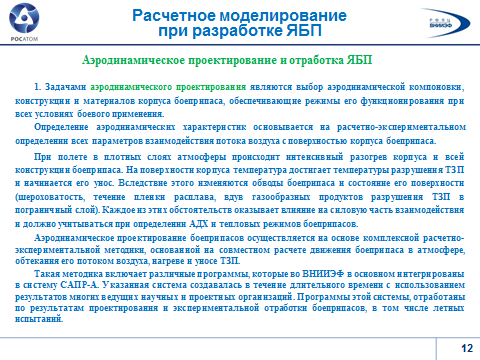 Расчетное моделирование
при разработке ЯБП
РОСАТОМ
РФЯЦ
ВНИИЭФ
Аэродинамическое проектирование и отработка ЯБП
1. Задачами аэродинамического проектирования являются выбор аэродинамической компоновки,
конструкции и материалов корпуса боеприпаса, обеспечивающие режимы его функционирования при
всех условиях боевого применения.
Определение аэродинамических характеристик основывается на расчетно-экспериментальном
определении всех параметров взаимодействия потока воздуха с поверхностью корпуса боеприпаса.
При полете в плотных слоях атмосферы происходит интенсивный разогрев корпуса и всей
конструкции боеприпаса. На поверхности корпуса температура достигает температуры разрушения ТЗП
и начинается его унос. Вследствие этого изменяются обводы боеприпаса и состояние его поверхности
(шероховатость, течение пленки расплава, вдув газообразных продуктов разрушения ТЗП в
пограничный слой). Каждое из этих обстоятельств оказывает влияние на силовую часть взаимодействия
и должно учитываться при определении АДХ и тепловых режимов боеприпасов.
Аэродинамическое проектирование боеприпасов осуществляется на основе комплексной расчетно-
экспериментальной методики, основанной на совместном расчете движения боеприпаса в атмосфере,
обтекания его потоком воздуха, нагреве и уносе ТЗП.
Такая методика включает различные программы, которые во ВНИИЭФ в основном интегрированы
в систему САПР-А. Указанная система создавалась в течение длительного времени с использованием
результатов многих ведущих научных и проектных организаций. Программы этой системы, отработаны
по результатам проектирования и экспериментальной отработки боеприпасов, в том числе летных
испытаний.
12